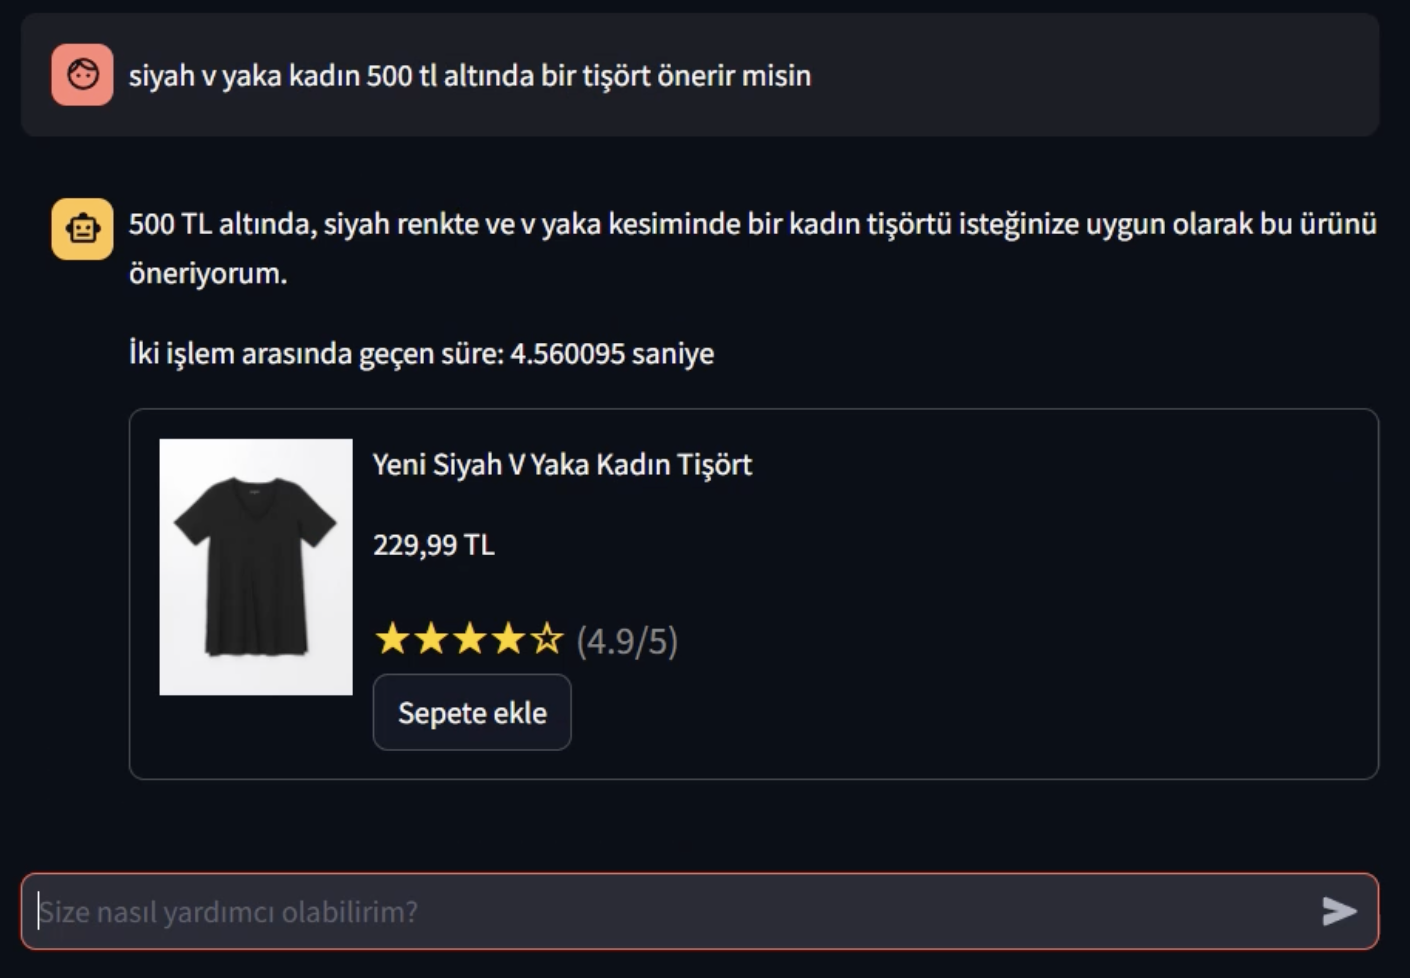 siyah v yaka kadın 500 tl altında bir tişört önerir misin
500 TL altında, siyah renkte ve v yaka kesiminde bir kadın tişörtü isteğinize uygun olarak bu ürünü
öneriyorum.
İki işlem arasında geçen süre: 4.560095 saniye
Yeni Siyah V Yaka Kadın Tişört
229,99 TL
★★★★☆ (4.9/5)
Sepete ekle
Size nasıl yardımcı olabilirim?